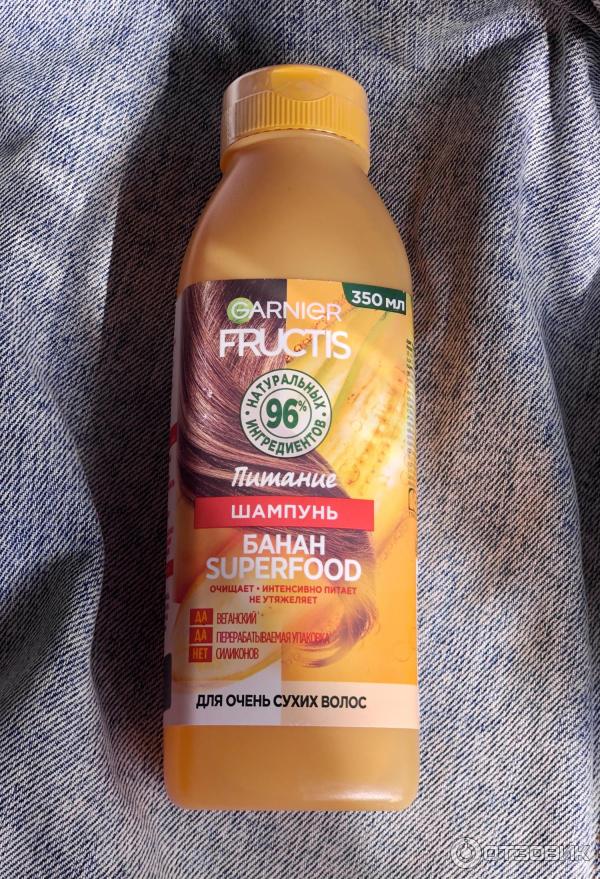 350 МЛ
GARNIER
FRUCTIS
НАТУРАЛЬНЫХ
96%
ИНГРЕДИЕНТОВ
Питание
ШАМПУНЬ
БАНАН
SUPERFOOD
ОЧИЩАЕТ • ИНТЕНСИВНО ПИТАЕТ
НЕ УТЯЖЕЛЯЕТ
ДА ВЕГАНСКИЙ
ДА ПЕРЕРАБАТЫВАЕМАЯ УПАКОВКА
НЕТ СИЛИКОНОВ
ДЛЯ ОЧЕНЬ СУХИХ ВОЛОС
ОТЗОВИК